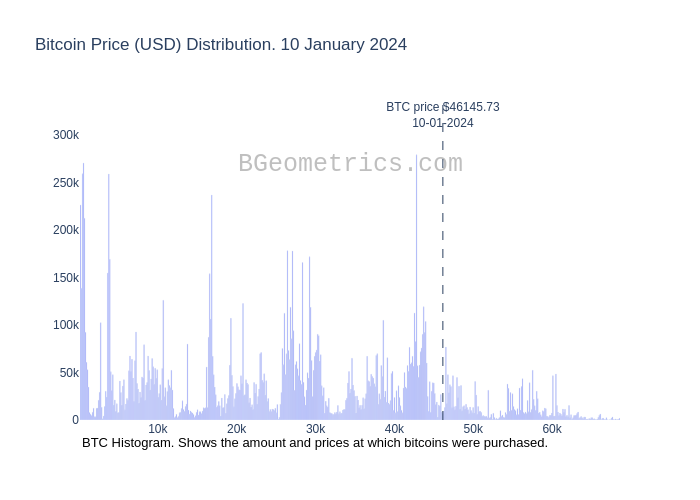 Bitcoin Price (USD) Distribution. 10 January 2024
BTC price $46145.73
10-01-2024
BGeometrics.com
300k
250k
200k
150k
100k
50k
0
10k 20k 30k 40k 50k 60k
BTC Histogram. Shows the amount and prices at which bitcoins were purchased.